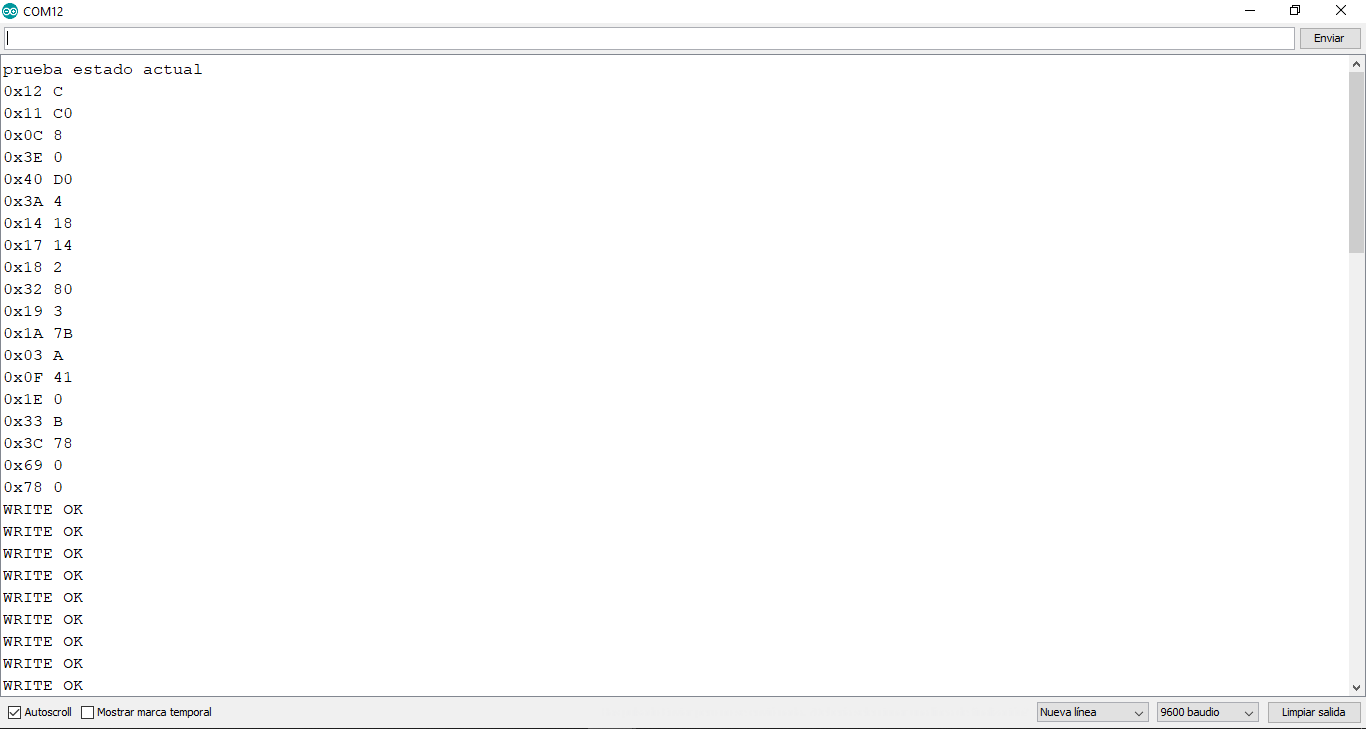 COM12
Enviar
prueba estado actual
0x12 C
0x11 C0
0x0C 8
0x3E 0
0x40 D0
0x3A 4
0x14 18
0x17 14
0x18 2
0x32 80
0x19 3
0x1A 7B
0x03 A
0x0F 41
0x1E 0
0x33 B
0x3C 78
0x69 0
0x78 0
WRITE OK
WRITE OK
WRITE OK
WRITE OK
WRITE OK
WRITE OK
WRITE OK
WRITE OK
WRITE OK
Autoscroll Mostrar marca temporal Nueva línea 9600 baudio Limpiar salida